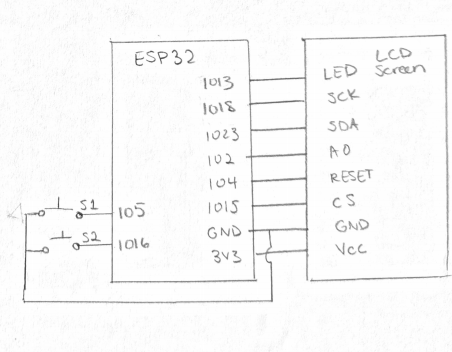 ESP32
LCD
Screen
IO13
LED
IO18
SCK
IO23
SDA
IO2
A0
IO4
RESET
S1
IO5
IO15
CS
S2
IO16
GND
GND
3V3
Vcc